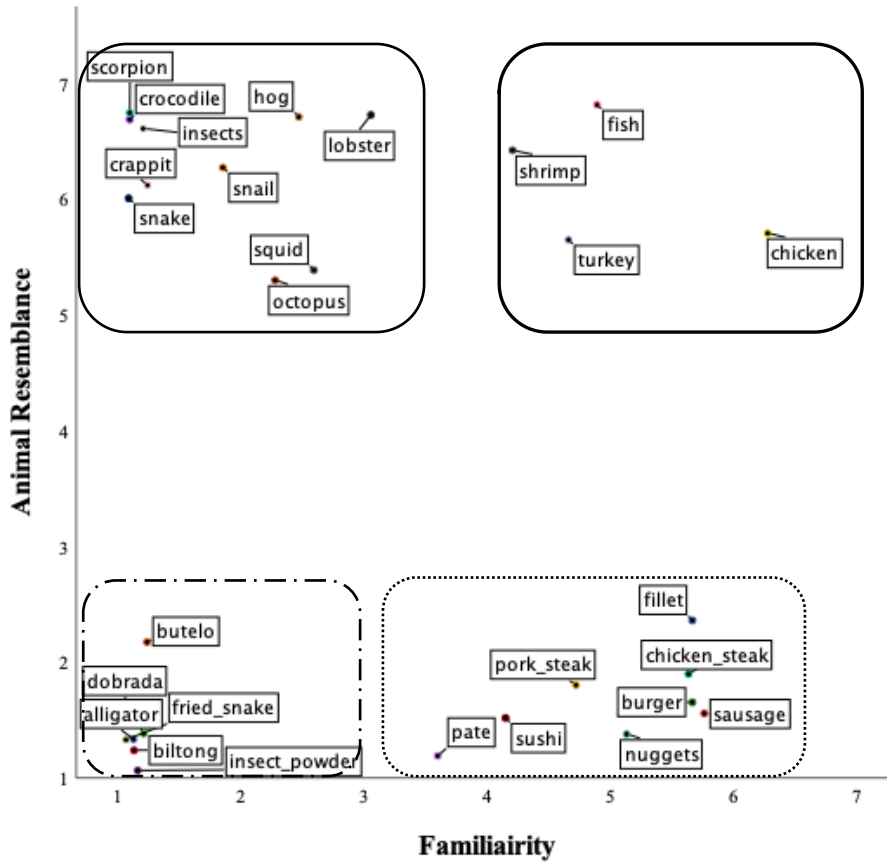 7
6
5
4
3
2
1
Animal Resemblance
scorpion
crocodile
hog
insects
lobster
crappit
snail
snake
squid
octopus
fish
shrimp
turkey
chicken
butelo
dobrada
fried_snake
alligator
biltong
insect_powder
fillet
chicken_steak
pork_steak
burger
sausage
pate
sushi
nuggets
1 2 3 4 5 6 7
Familiairity